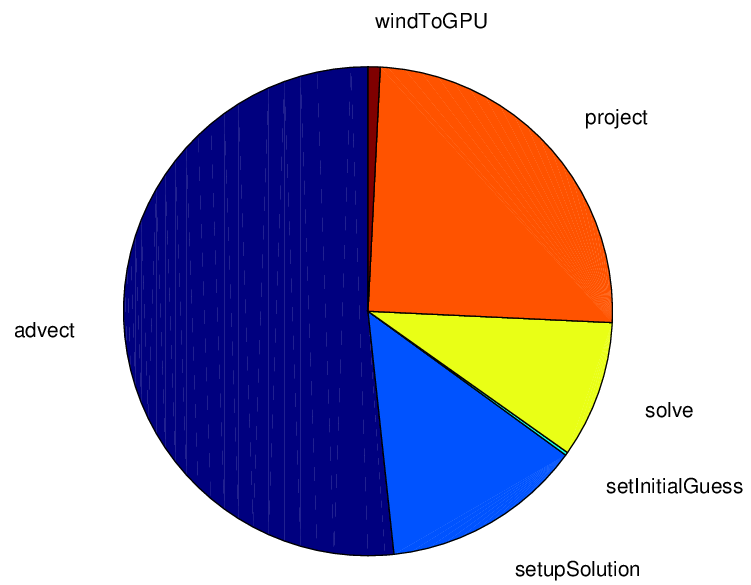 windToGPU
project
advect
solve
setInitialGuess
setupSolution